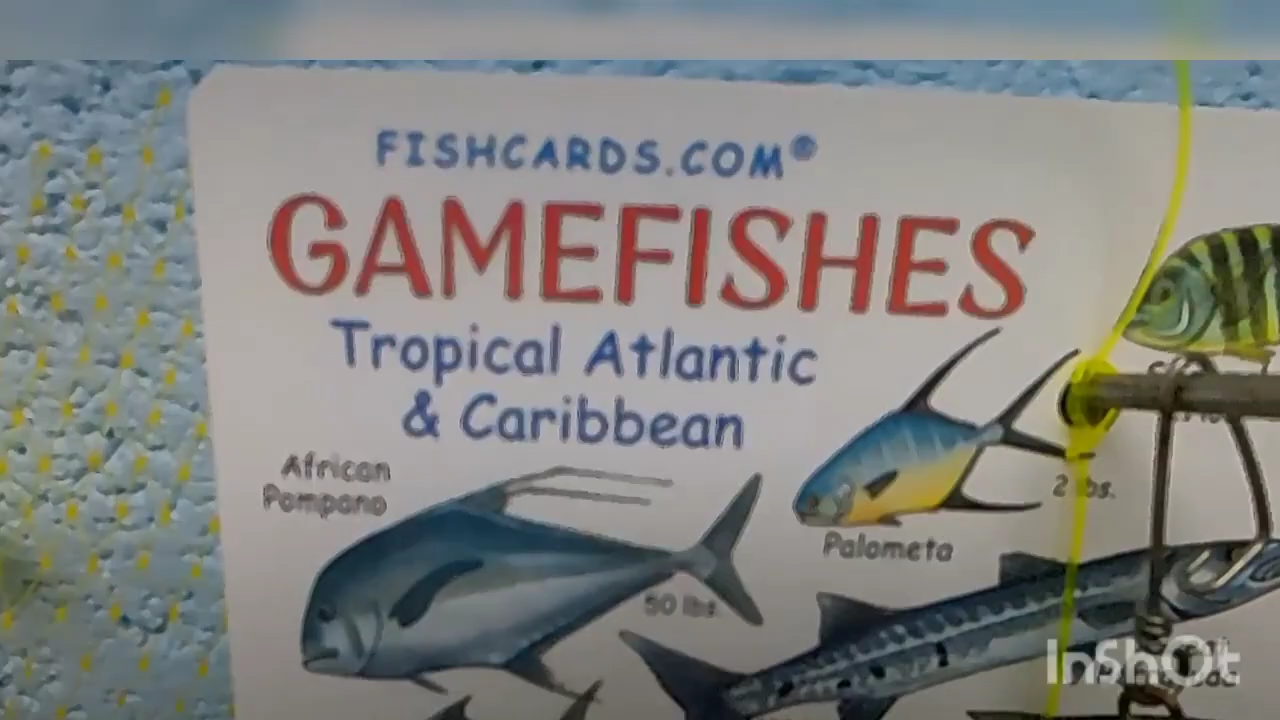 FISHCARDS.COM®
GAMEFISHES
Tropical Atlantic
& Caribbean
African
Pompano
2 lbs.
Palometa
50 lbs.
InShOt